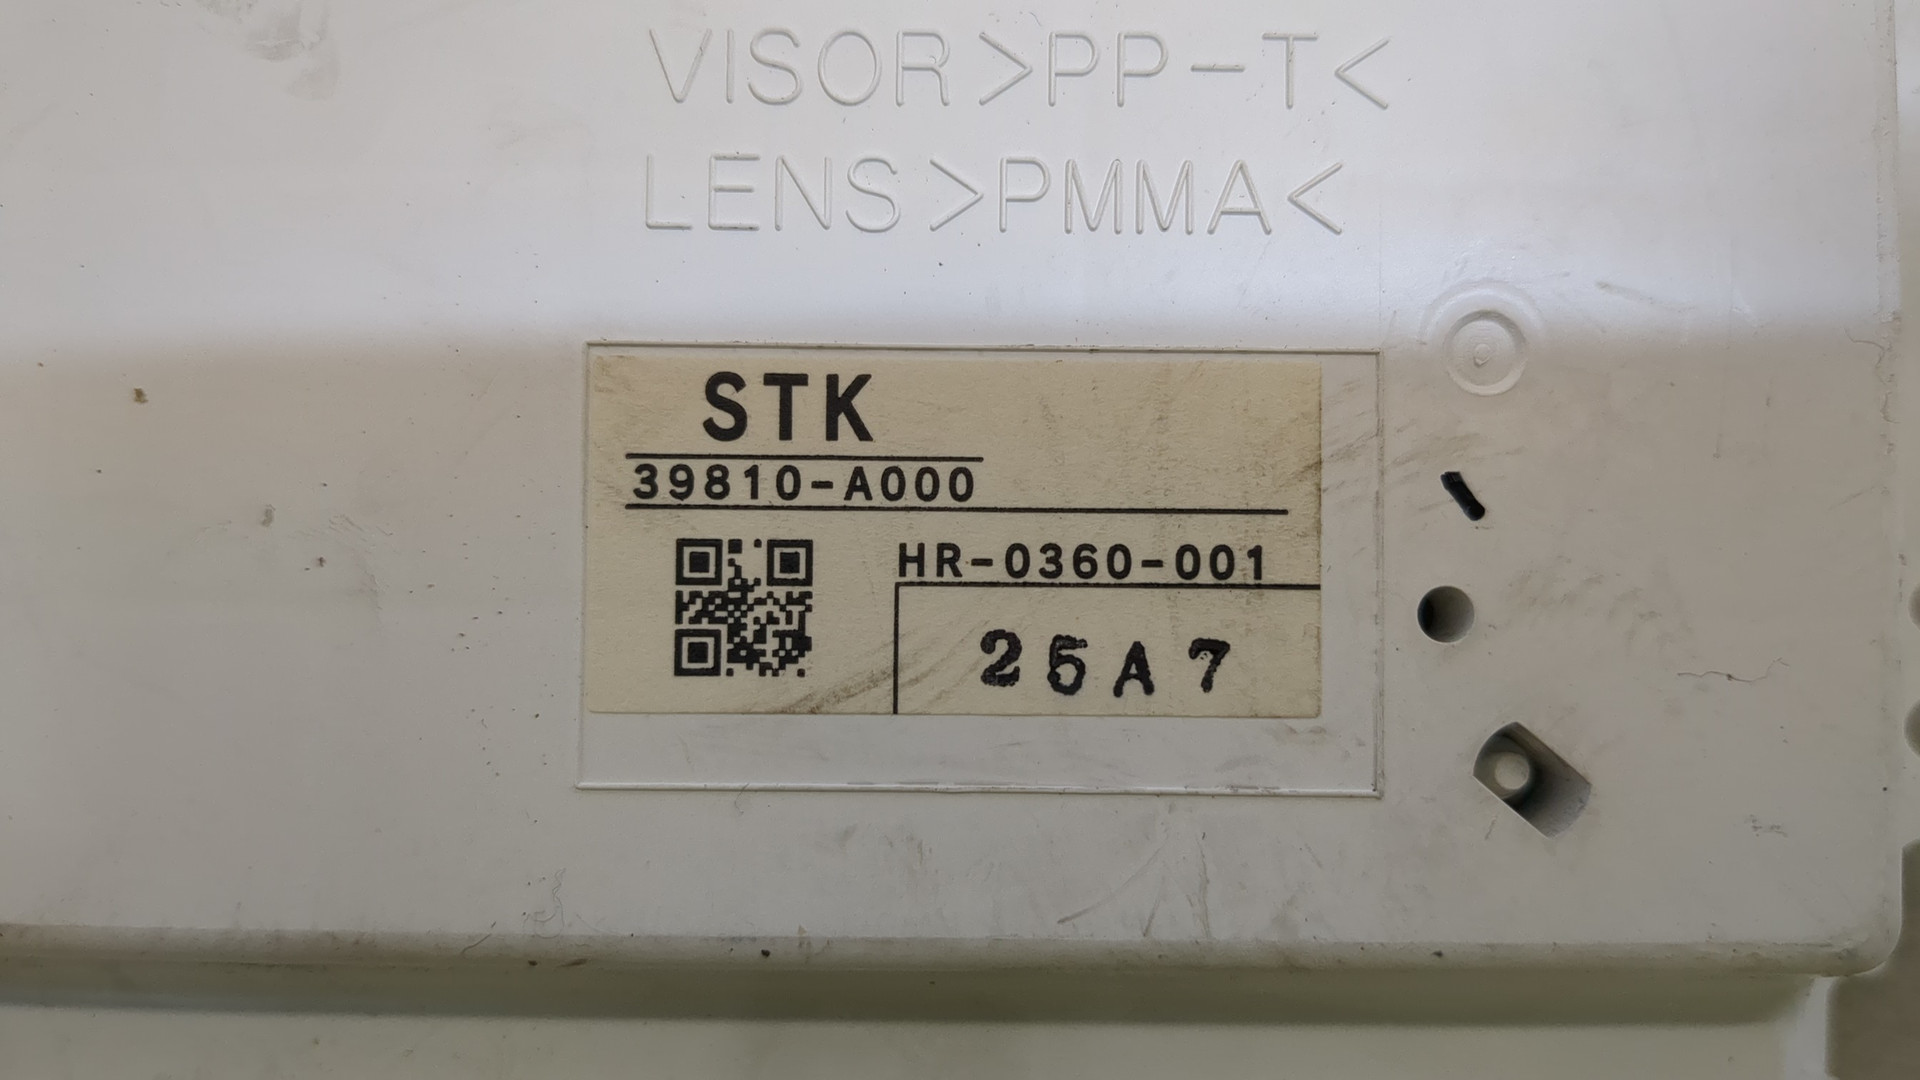 VISOR >PP-T<
LENS >PMMA<
STK
39810-A000
HR-0360-001
25A7